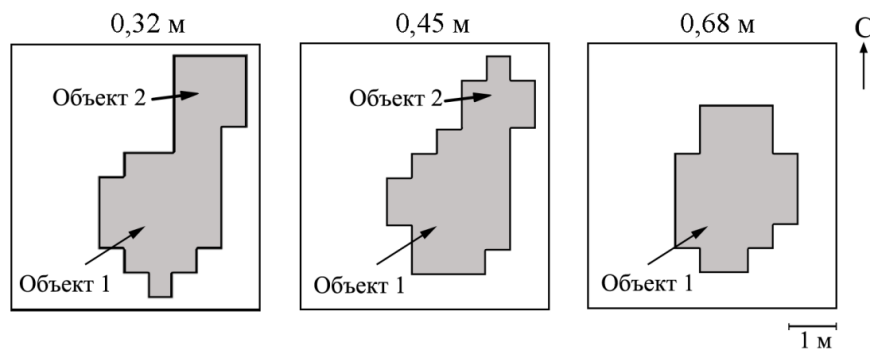 0,32 м
0,45 м
0,68 м
С
Объект 2
Объект 2
Объект 1
Объект 1
Объект 1
1 м